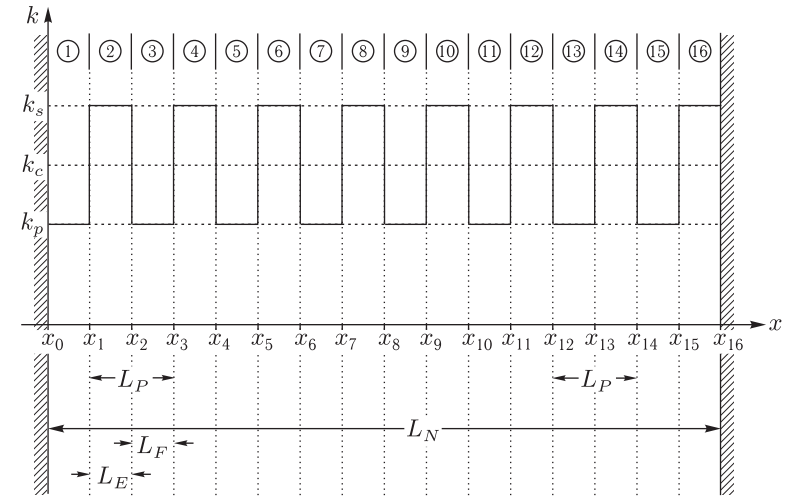 k
① ② ③ ④ ⑤ ⑥ ⑦ ⑧ ⑨ ⑩ ⑪ ⑫ ⑬ ⑭ ⑮ ⑯
k_s
k_c
k_p
x
x_0 x_1 x_2 x_3 x_4 x_5 x_6 x_7 x_8 x_9 x_10 x_11 x_12 x_13 x_14 x_15 x_16
L_P L_P
L_N
L_F
L_E